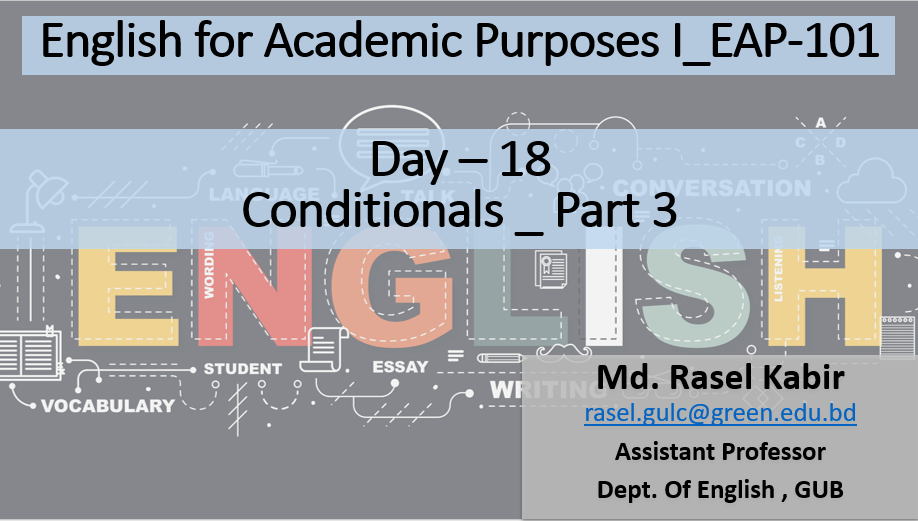 English for Academic Purposes I_EAP-101
Day – 18
Conditionals _ Part 3
LANGUAGE
TALK
CONVERSATION
A
C D
B
ENGLISH
WORDING
LISTENING
STUDENT
ESSAY
WRITING
VOCABULARY
Md. Rasel Kabir
rasel.gulc@green.edu.bd
Assistant Professor
Dept. Of English , GUB